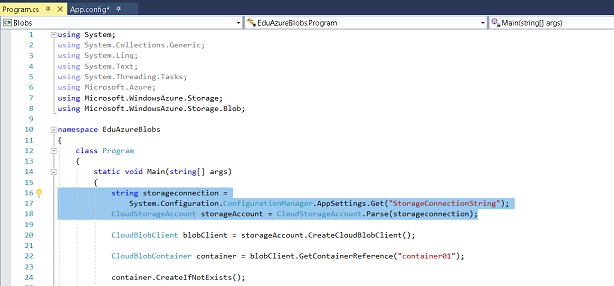 Program.cs App.config*
C# Blobs EduAzureBlobs.Program Main(string[] args)
1 using System;
2 using System.Collections.Generic;
3 using System.Linq;
4 using System.Text;
5 using System.Threading.Tasks;
6 using Microsoft.Azure;
7 using Microsoft.WindowsAzure.Storage;
8 using Microsoft.WindowsAzure.Storage.Blob;
9
10 namespace EduAzureBlobs
11 {
12 class Program
13 {
14 static void Main(string[] args)
15 {
16 string storageconnection =
17 System.Configuration.ConfigurationManager.AppSettings.Get("StorageConnectionString");
18 CloudStorageAccount storageAccount = CloudStorageAccount.Parse(storageconnection);
19
20 CloudBlobClient blobClient = storageAccount.CreateCloudBlobClient();
21
22 CloudBlobContainer container = blobClient.GetContainerReference("container01");
23
24 container.CreateIfNotExists();